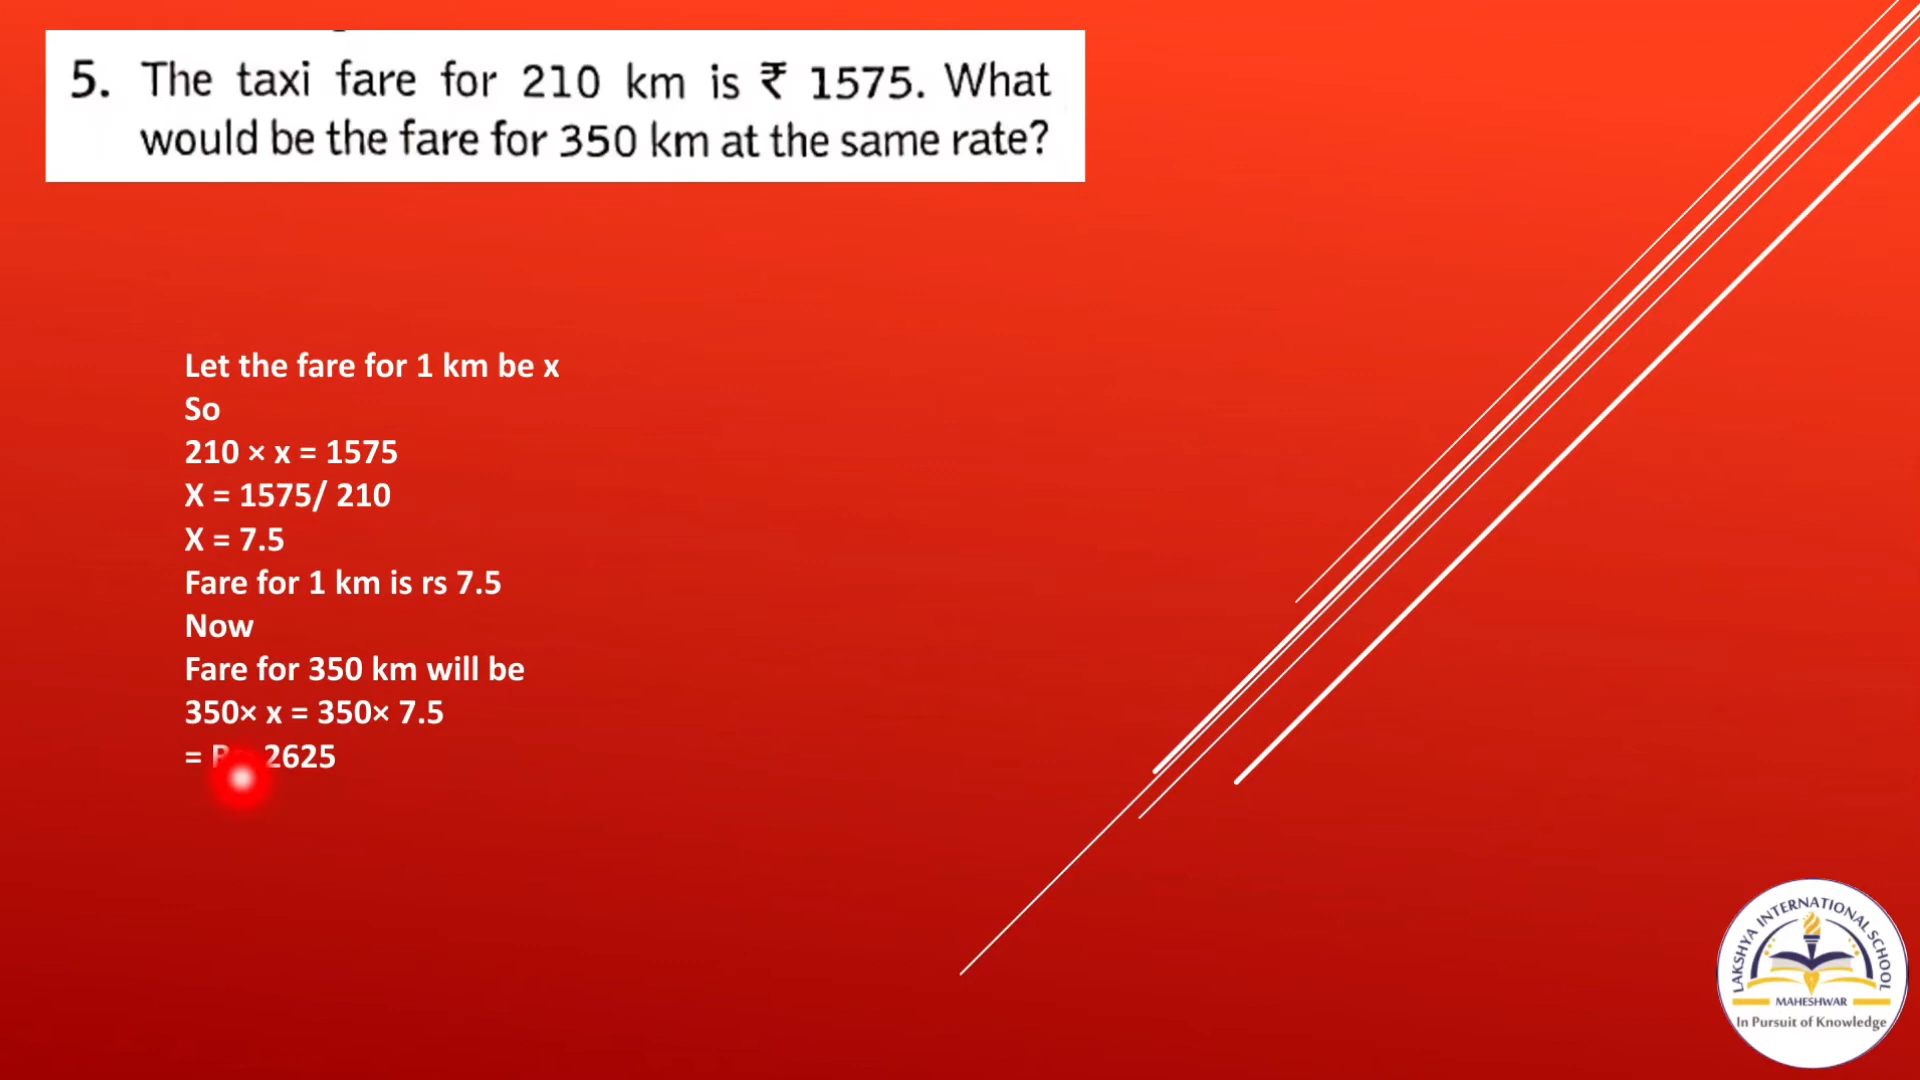 5. The taxi fare for 210 km is ₹ 1575. What
would be the fare for 350 km at the same rate?
Let the fare for 1 km be x
So
210 × x = 1575
X = 1575/ 210
X = 7.5
Fare for 1 km is rs 7.5
Now
Fare for 350 km will be
350× x = 350× 7.5
= 2625
LAKSHYA INTERNATIONAL SCHOOL
MAHESHWAR
In Pursuit of Knowledge